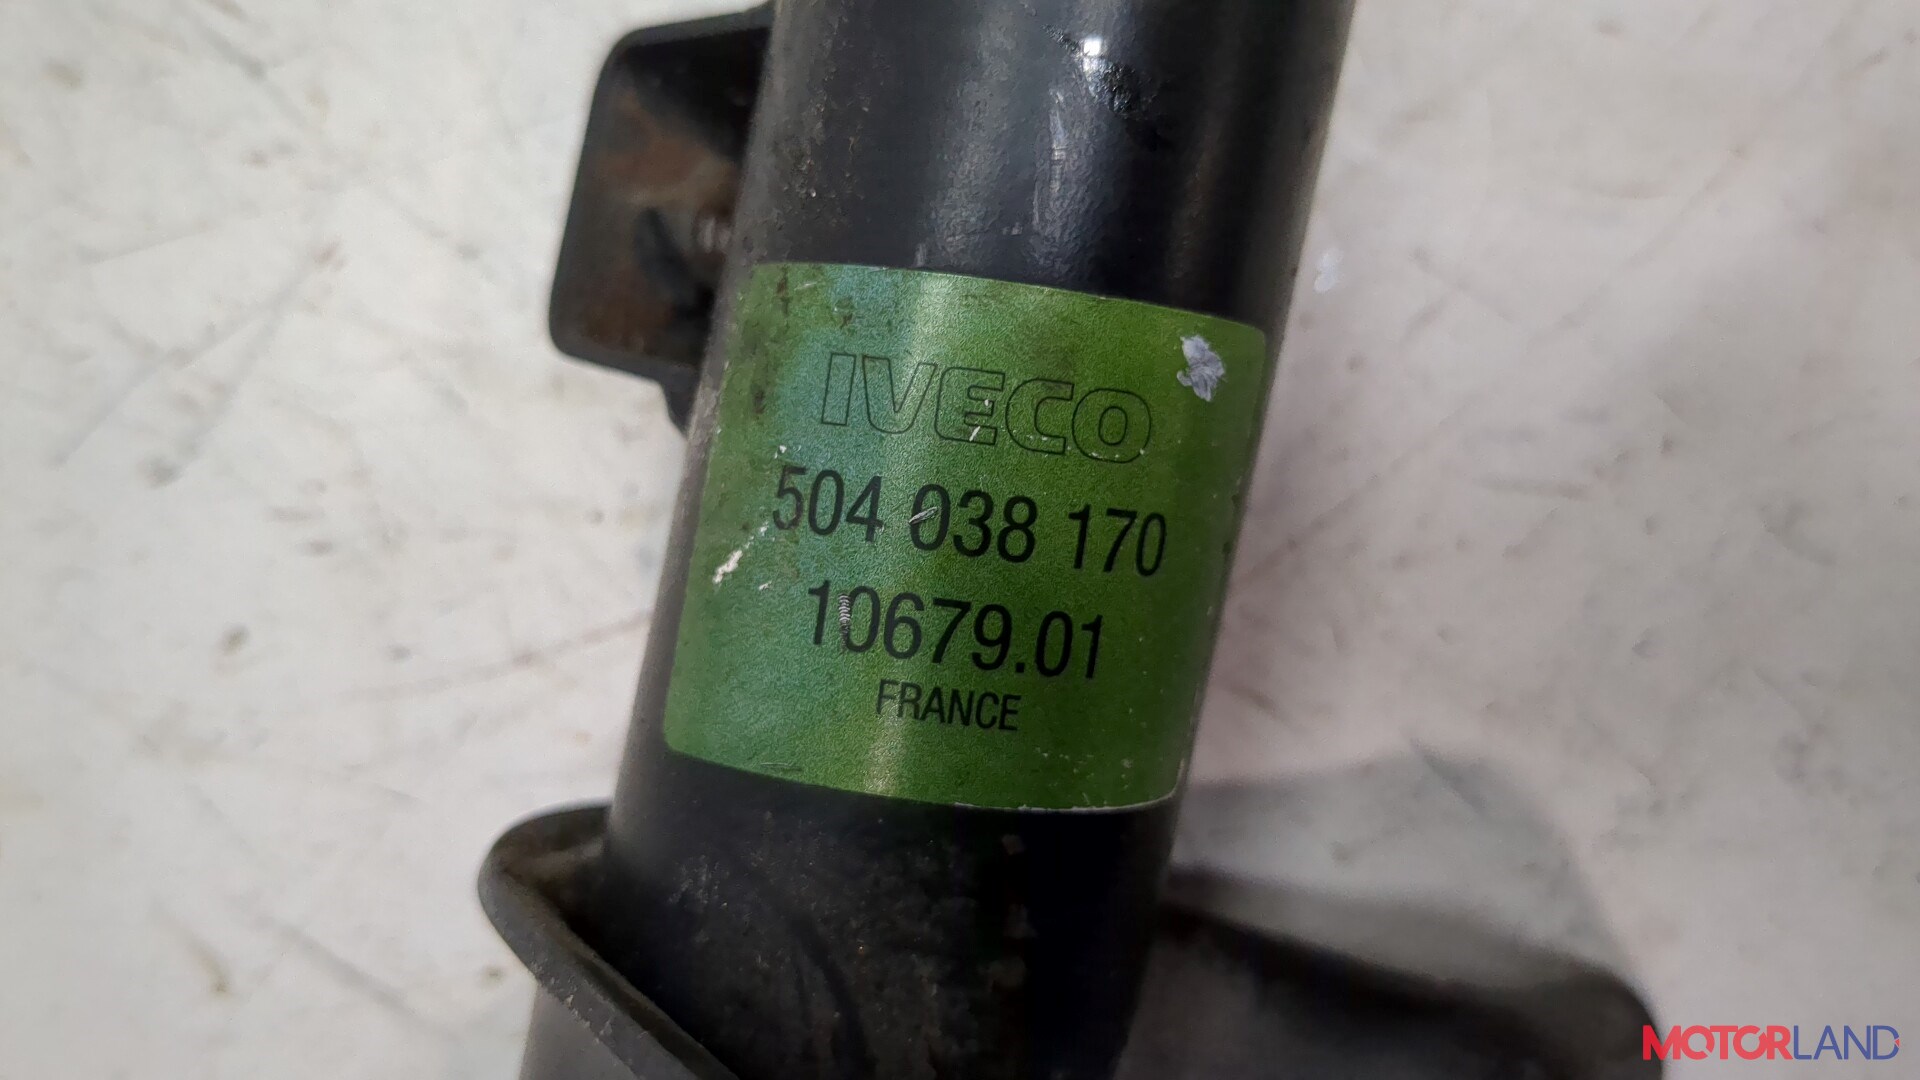 IVECO
504 038 170
10679.01
FRANCE
MOTORLAND